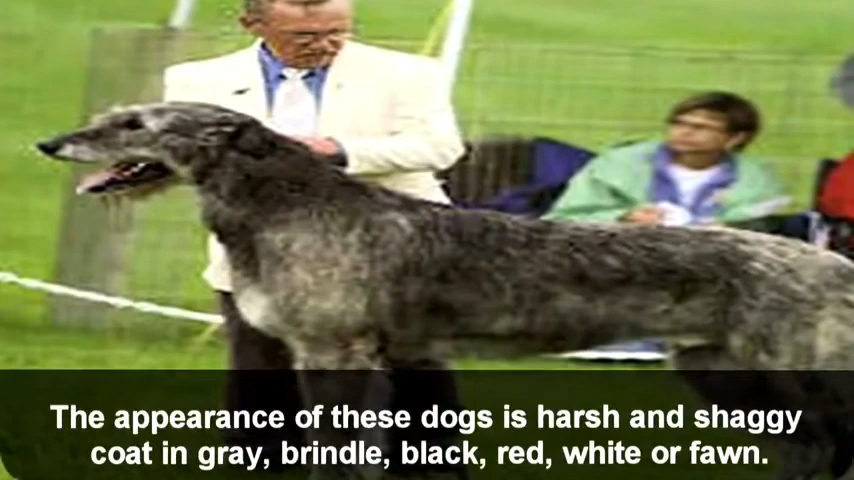 The appearance of these dogs is harsh and shaggy
coat in gray, brindle, black, red, white or fawn.